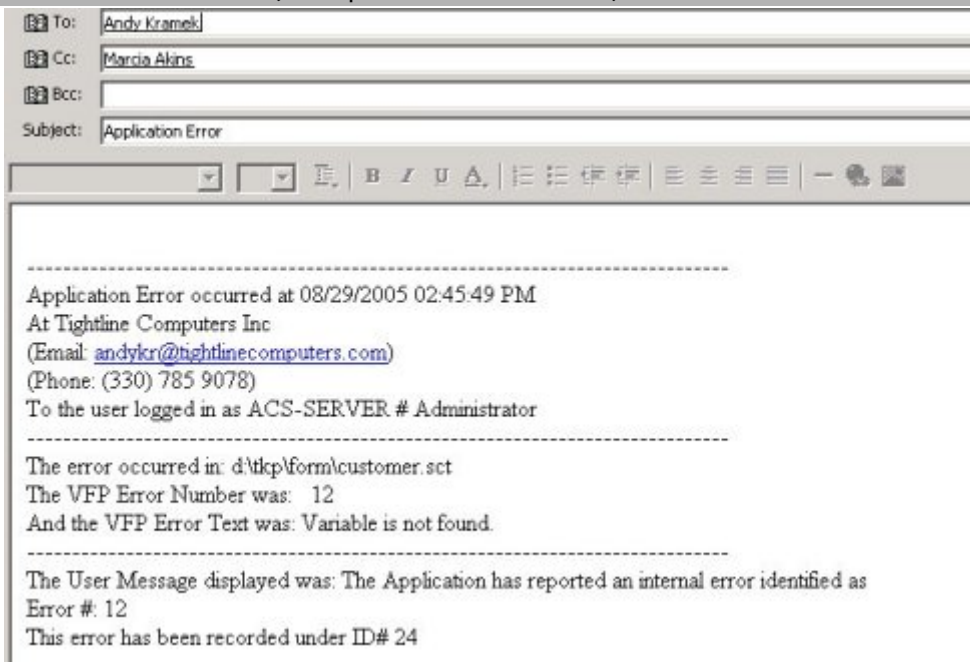 To: Andy Kramek
Cc: Marcia Akins
Bcc:
Subject: Application Error
B I U A
--------------------------------------------------------------------------------
Application Error occurred at 08/29/2005 02:45:49 PM
At Tightline Computers Inc
(Email: andykr@tightlinecomputers.com)
(Phone: (330) 785 9078)
To the user logged in as ACS-SERVER # Administrator
--------------------------------------------------------------------------------
The error occurred in: d:\tkp\form\customer.sct
The VFP Error Number was: 12
And the VFP Error Text was: Variable is not found.
--------------------------------------------------------------------------------
The User Message displayed was: The Application has reported an internal error identified as
Error #: 12
This error has been recorded under ID# 24